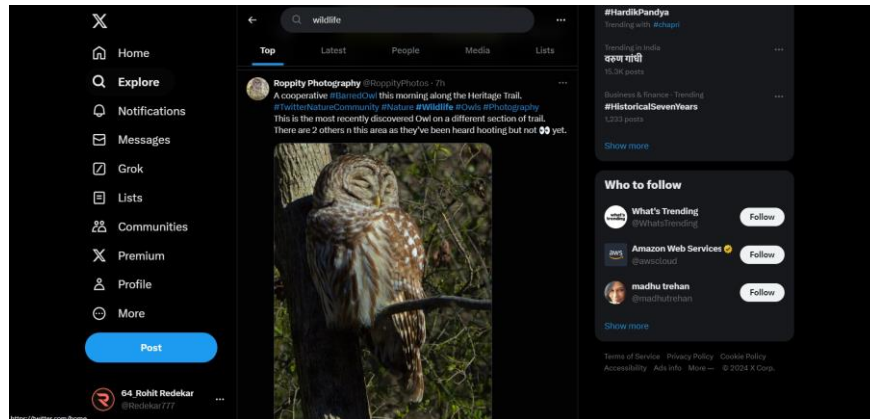 Home
Explore
Notifications
Messages
Grok
Lists
Communities
Premium
Profile
More
Post
64_Rohit Redekar
@Redekar777
https://twitter.com/home
wildlife
Top Latest People Media Lists
Roppity Photography @RoppityPhotos · 7h
A cooperative #BarredOwl this morning along the Heritage Trail.
#TwitterNatureCommunity #Nature #Wildlife #Owls #Photography
This is the most recently discovered Owl on a different section of trail.
There are 2 others n this area as they've been heard hooting but not 👀 yet.
#HardikPandya
Trending with #chapri
Trending in India
वरुण गांधी
15.3K posts
Business & finance · Trending
#HistoricalSevenYears
1,233 posts
Show more
Who to follow
What's Trending
@WhatsTrending
Follow
aws
Amazon Web Services
@awscloud
Follow
madhu trehan
@madhutrehan
Follow
Show more
Terms of Service Privacy Policy Cookie Policy
Accessibility Ads info More © 2024 X Corp.